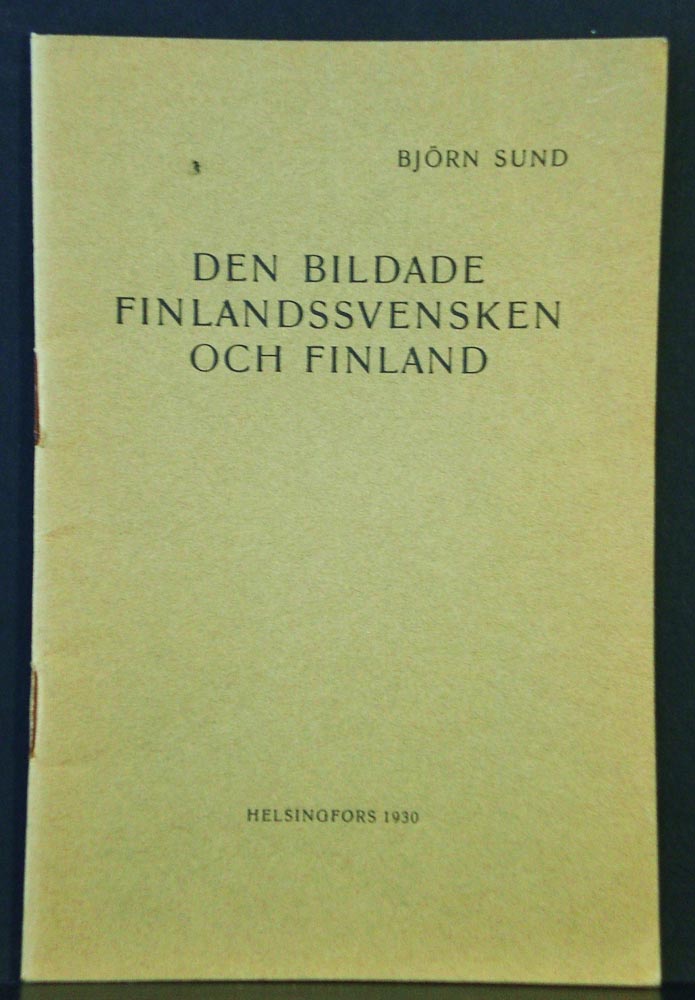 BJÖRN SUND
DEN BILDADE
FINLANDSSVENSKEN
OCH FINLAND
HELSINGFORS 1930